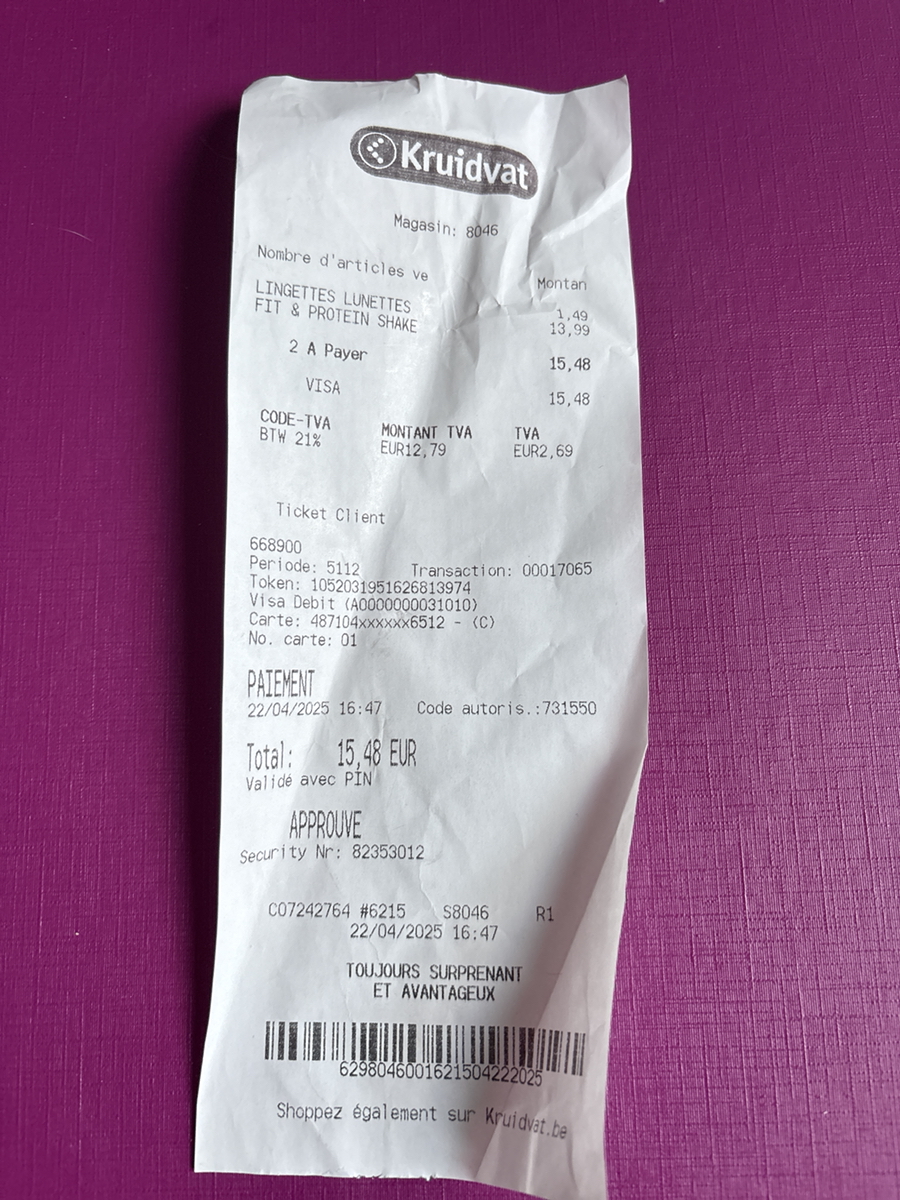 Kruidvat
Magasin: 8046
Nombre d'articles ve Montan
LINGETTES LUNETTES 1,49
FIT & PROTEIN SHAKE 13,99
2 A Payer 15,48
VISA 15,48
CODE-TVA MONTANT TVA TVA
BTW 21% EUR12,79 EUR2,69
Ticket Client
668900
Periode: 5112 Transaction: 00017065
Token: 1052031951626813974
Visa Debit (A0000000031010)
Carte: 487104xxxxxx6512 - (C)
No. carte: 01
PAIEMENT
22/04/2025 16:47 Code autoris.:731550
Total: 15,48 EUR
Validé avec PIN
APPROUVE
Security Nr: 82353012
C07242764 #6215 S8046 R1
22/04/2025 16:47
TOUJOURS SURPRENANT
ET AVANTAGEUX
6298046001621504222025
Shoppez également sur Kruidvat.be